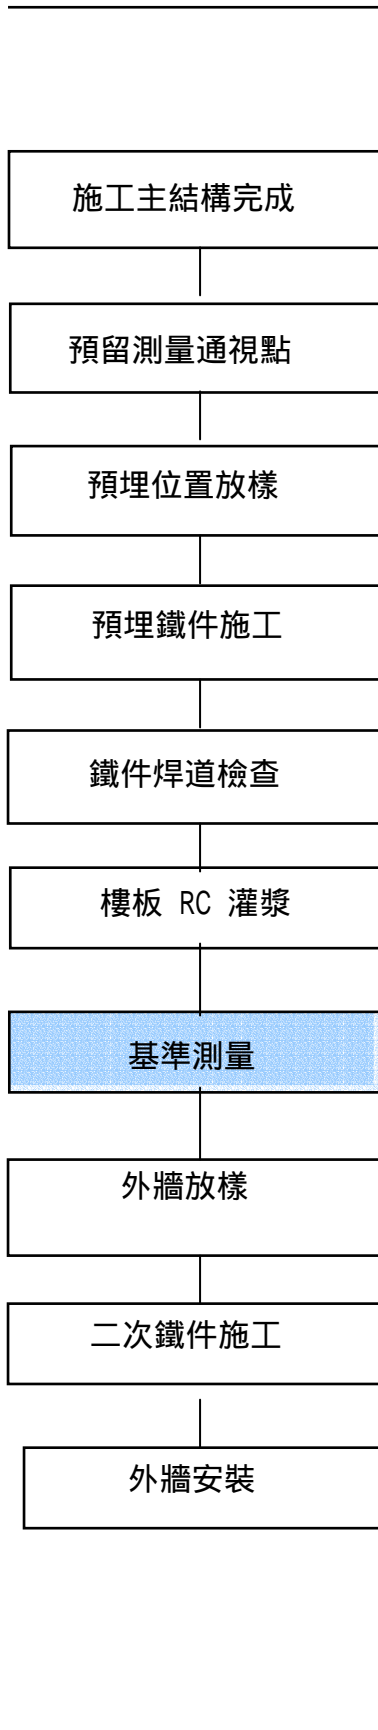 施工主結構完成
預留測量通視點
預埋位置放樣
預埋鐵件施工
鐵件焊道檢查
樓板 RC 灌漿
基準測量
外牆放樣
二次鐵件施工
外牆安裝